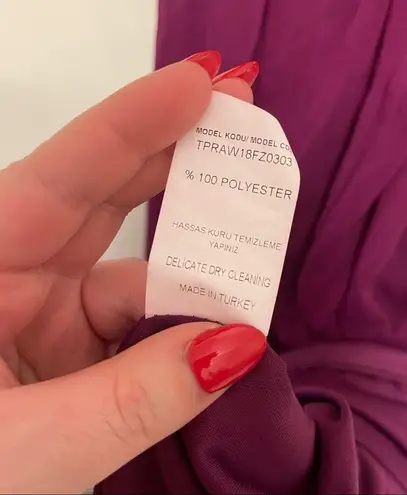 MODEL KODU/ MODEL CO
TPRAW18FZ0303
% 100 POLYESTER
HASSAS KURU TEMIZLEME
YAPINIZ
DELICATE DRY CLEANING
MADE IN TURKEY